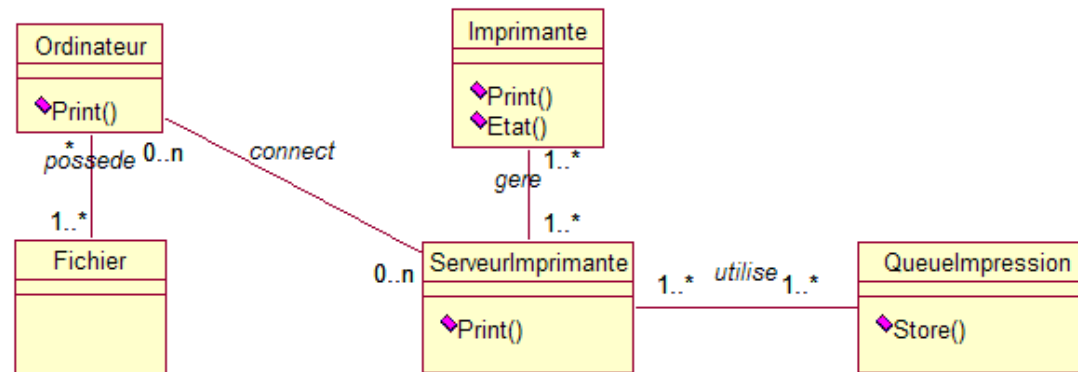 Ordinateur
Print()
Imprimante
Print()
Etat()
*
possede
0..n
connect
1..*
gere
1..*
1..*
Fichier
0..n
ServeurImprimante
Print()
1..*
utilise
1..*
QueueImpression
Store()